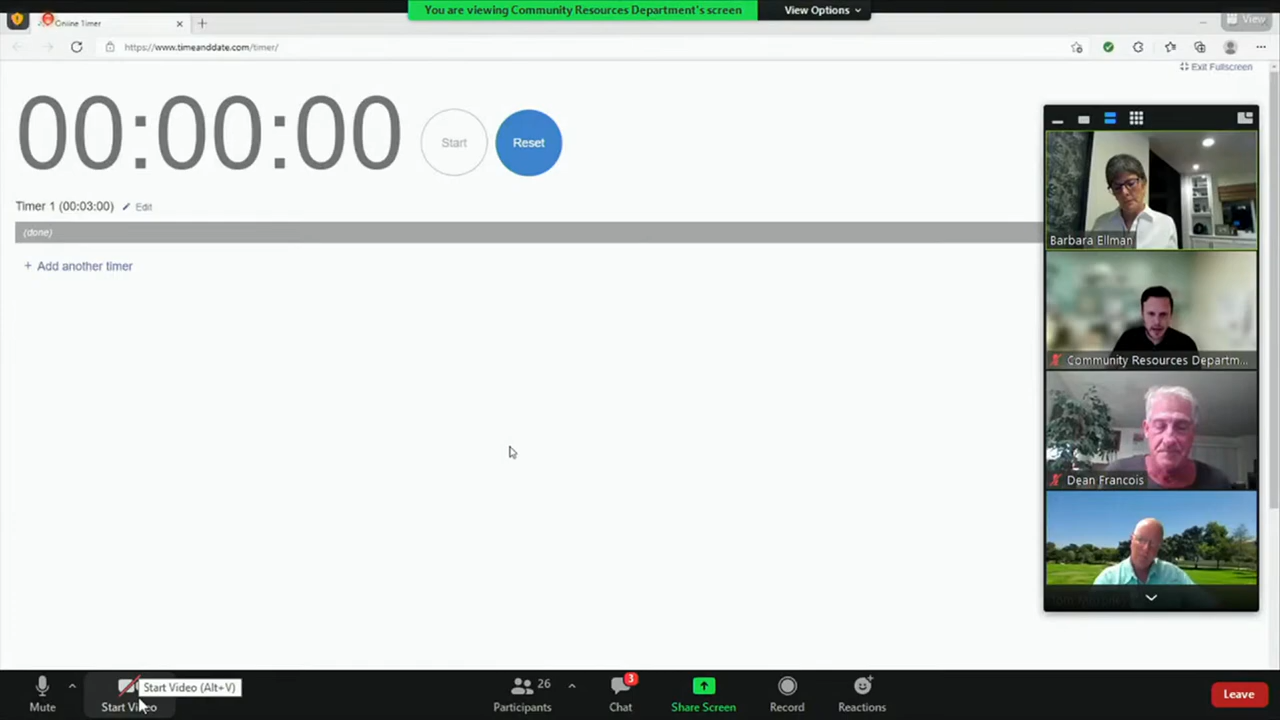 You are viewing Community Resources Department's screen
View Options
View
Online Timer
https://www.timeanddate.com/timer/
Exit Fullscreen
00:00:00
Start
Reset
Timer 1 (00:03:00)
Edit
(done)
+ Add another timer
Barbara Ellman
Community Resources Departm...
Dean Francois
Mute
Start Video
Start Video (Alt+V)
26
Participants
3
Chat
Share Screen
Record
Reactions
Leave